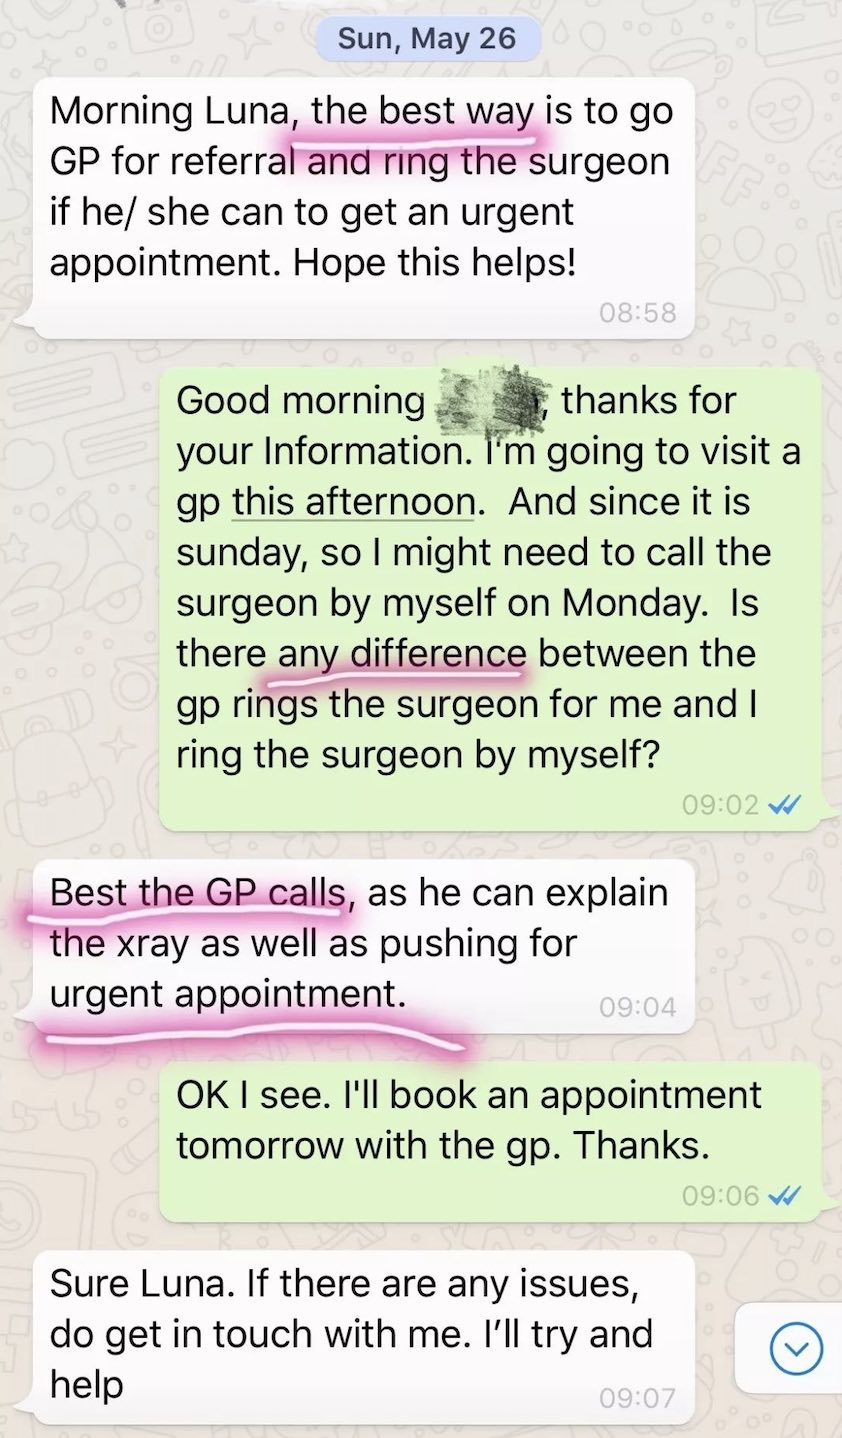 Sun, May 26
Morning Luna, the best way is to go
GP for referral and ring the surgeon
if he/ she can to get an urgent
appointment. Hope this helps!
08:58
Good morning , thanks for
your Information. I'm going to visit a
gp this afternoon.  And since it is
sunday, so I might need to call the
surgeon by myself on Monday.  Is
there any difference between the
gp rings the surgeon for me and I
ring the surgeon by myself?
09:02
Best the GP calls, as he can explain
the xray as well as pushing for
urgent appointment.
09:04
OK I see. I'll book an appointment
tomorrow with the gp. Thanks.
09:06
Sure Luna. If there are any issues,
do get in touch with me. I’ll try and
help
09:07